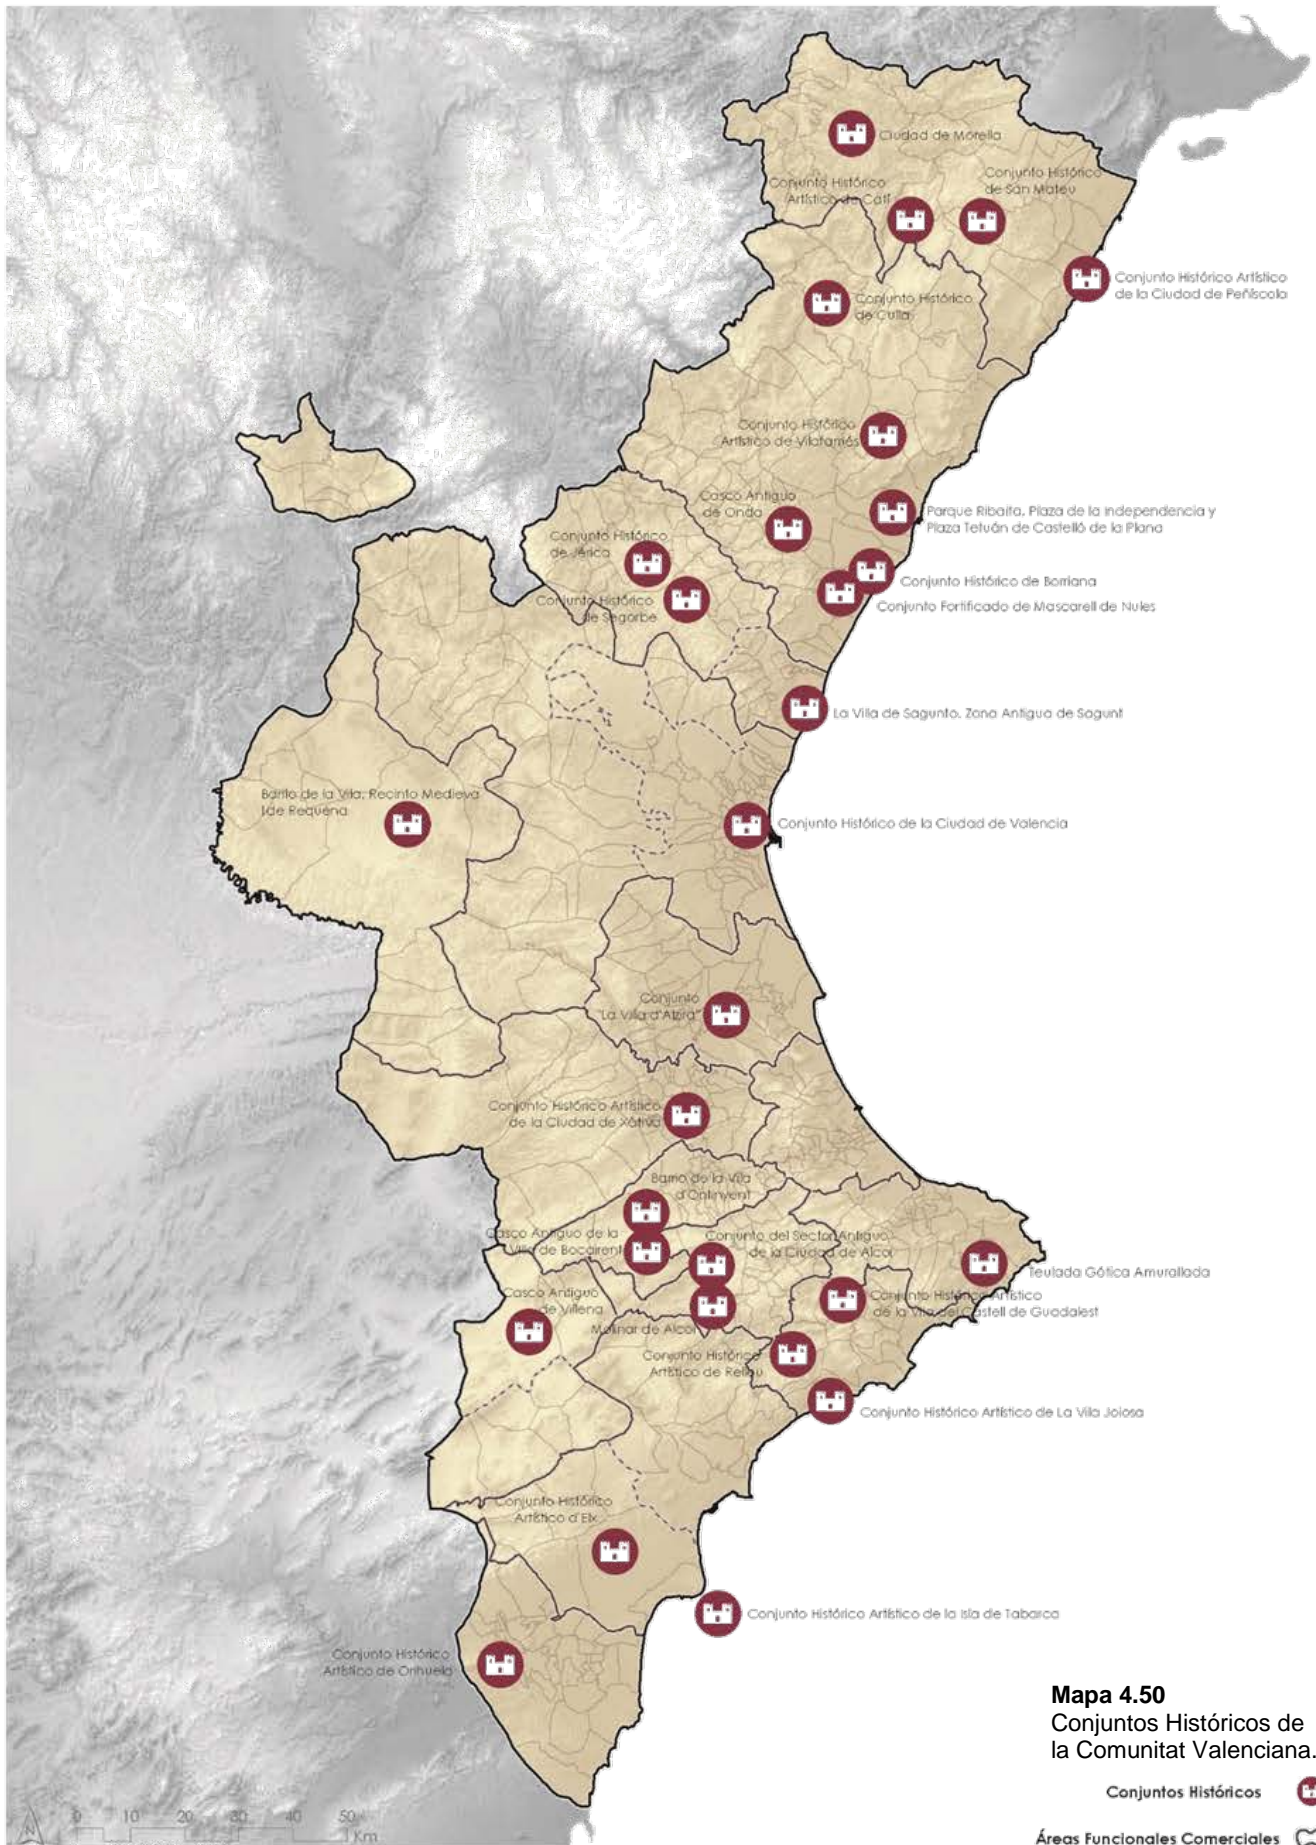 Ciudad de Morella
Conjunto Histórico
Artístico de Catí
Conjunto Histórico
de San Mateu
Conjunto Histórico Artístico
de la Ciudad de Peñíscola
Conjunto Histórico
de Culla
Conjunto Histórico
Artístico de Vilafamés
Casco Antiguo
de Onda
Parque Ribalta, Plaza de la Independencia y
Plaza Tetuán de Castelló de la Plana
Conjunto Histórico
de Jérica
Conjunto Histórico
de Segorbe
Conjunto Histórico de Borriana
Conjunto Fortificado de Mascarell de Nules
La Villa de Sagunto. Zona Antigua de Sagunt
Barrio de la Vila, Recinto Medieva
lde Requena
Conjunto Histórico de la Ciudad de Valencia
Conjunto
"La Villa d'Alzira"
Conjunto Histórico Artístico
de la Ciudad de Xàtiva
Barrio de la Vila
d'Ontinyent
Casco Antiguo de la
Villa de Bocairent
Conjunto del Sector Antiguo
de la Ciudad de Alcoi
Teulada Gótica Amurallada
Casco Antiguo
de Villena
Conjunto Histórico Artístico
de la Vila del Castell de Guadalest
Molinar de Alcoi
Conjunto Histórico
Artístico de Relleu
Conjunto Histórico Artístico de La Vila Joiosa
Conjunto Histórico
Artístico d'Elx
Conjunto Histórico Artístico de la Isla de Tabarca
Conjunto Histórico
Artístico de Orihuela
Mapa 4.50
Conjuntos Históricos de
la Comunitat Valenciana.
Conjuntos Históricos
Áreas Funcionales Comerciales
N
0 10 20 30 40 50
Km